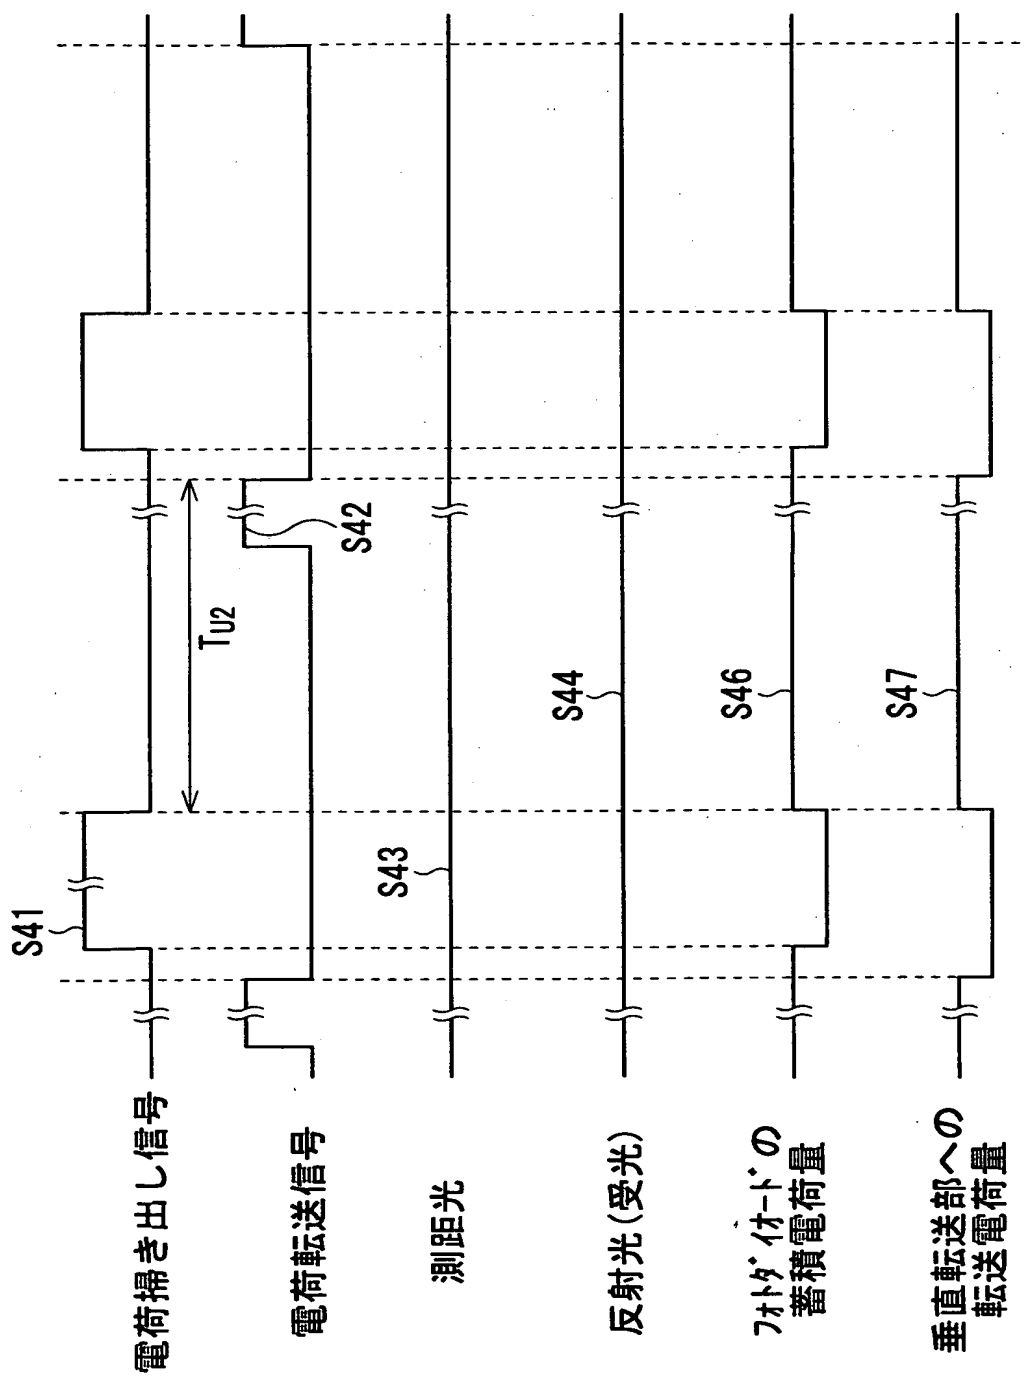 電荷掃き出し信号
S41
電荷転送信号
TU2
S42
測距光
S43
反射光(受光)
S44
フォトダイオードの
蓄積電荷量
S46
垂直転送部への
転送電荷量
S47